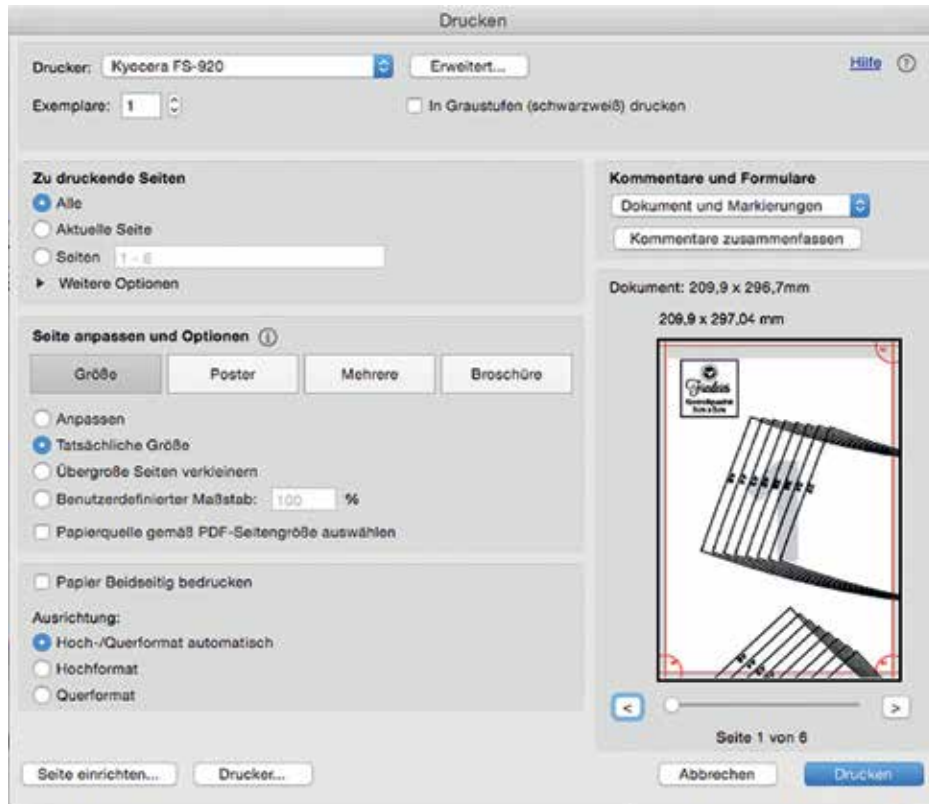 Drucken
Drucker: Kyocera FS-920 Erweitert... Hilfe ?
Exemplare: 1 In Graustufen (schwarzweiß) drucken
Zu druckende Seiten
Alle
Aktuelle Seite
Seiten 1 - 6
Weitere Optionen
Kommentare und Formulare
Dokument und Markierungen
Kommentare zusammenfassen
Seite anpassen und Optionen
Größe Poster Mehrere Broschüre
Anpassen
Tatsächliche Größe
Übergroße Seiten verkleinern
Benutzerdefinierter Maßstab: 100 %
Papierquelle gemäß PDF-Seitengröße auswählen
Papier Beidseitig bedrucken
Ausrichtung:
Hoch-/Querformat automatisch
Hochformat
Querformat
Dokument: 209,9 x 296,7mm
209,9 x 297,04 mm
< >
Seite 1 von 6
Seite einrichten... Drucker... Abbrechen Drucken